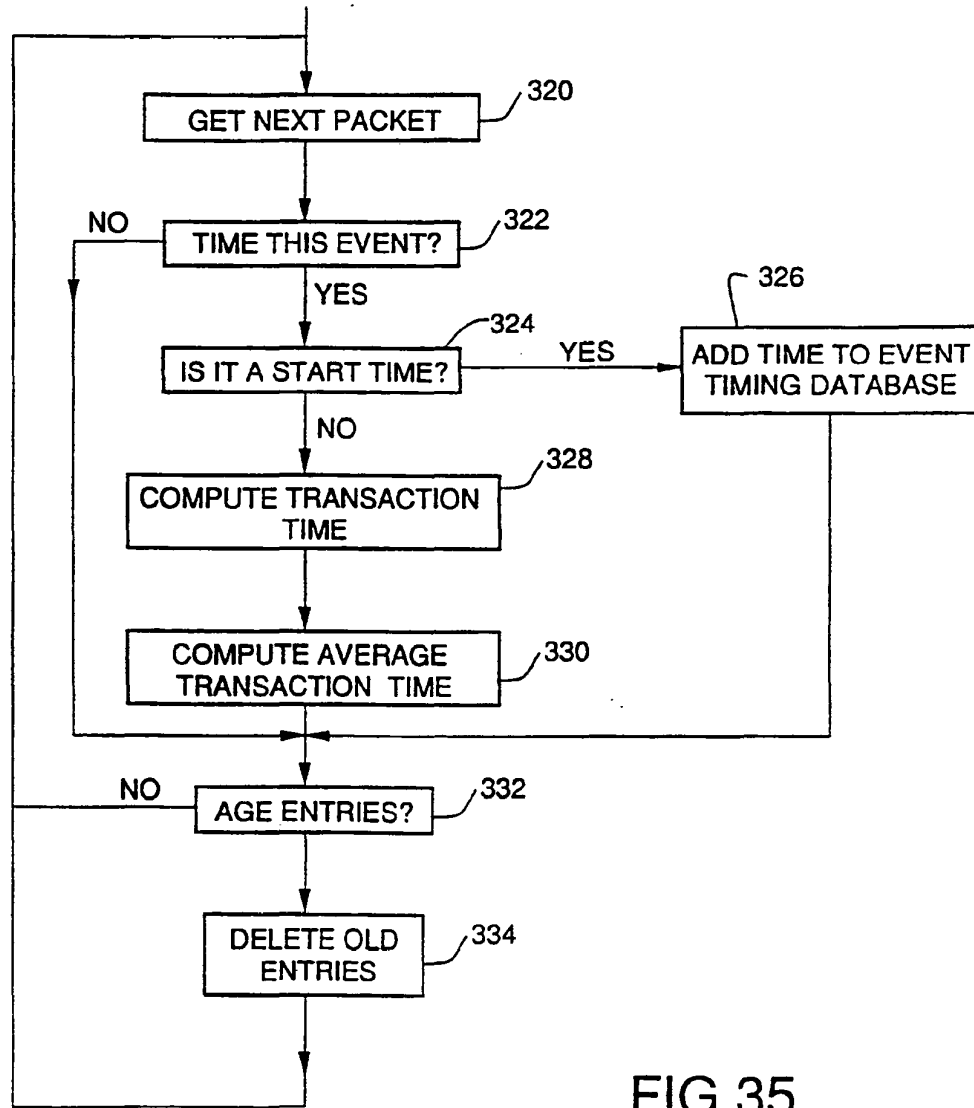 320
GET NEXT PACKET
NO
322
TIME THIS EVENT?
YES
324
326
IS IT A START TIME?
YES
ADD TIME TO EVENT
TIMING DATABASE
NO
328
COMPUTE TRANSACTION
TIME
330
COMPUTE AVERAGE
TRANSACTION TIME
NO
332
AGE ENTRIES?
334
DELETE OLD
ENTRIES
FIG.35